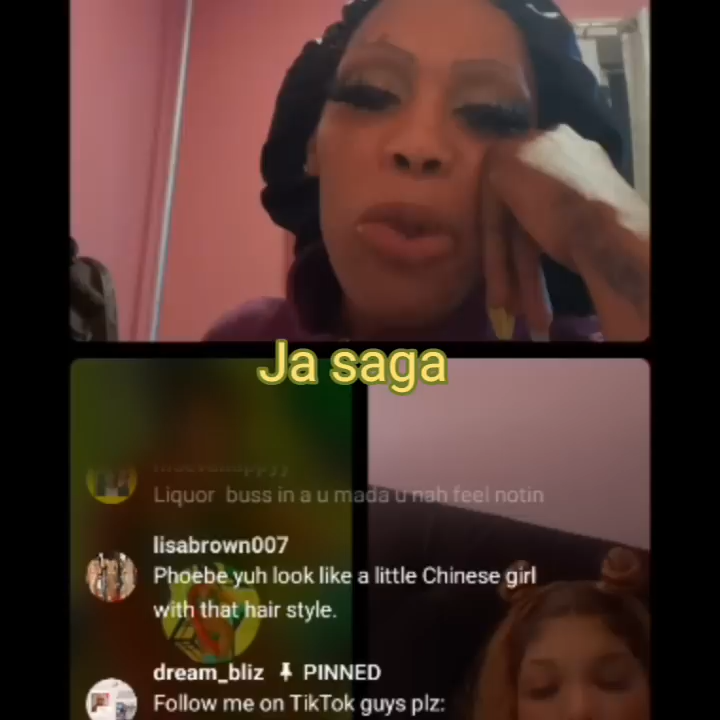 Ja saga
Liquor buss in a u mada u nah feel notin
lisabrown007
Phoebe yuh look like a little Chinese girl
with that hair style.
dream_bliz PINNED
Follow me on TikTok guys plz: